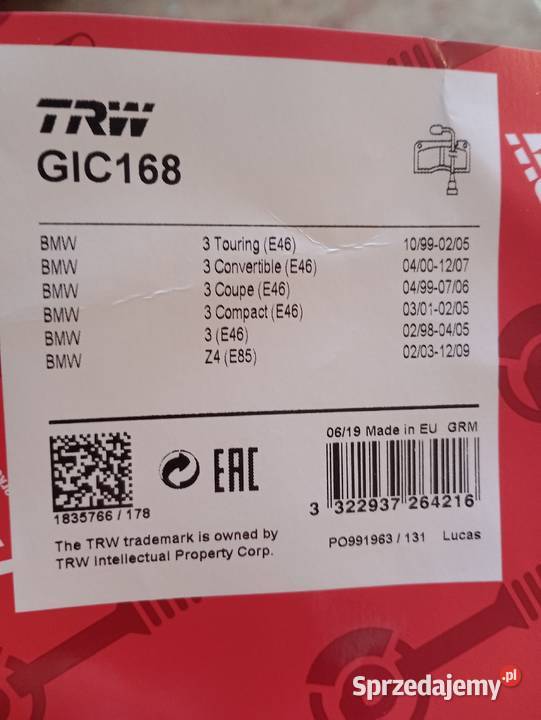 TRW
GIC168
BMW 3 Touring (E46) 10/99-02/05
BMW 3 Convertible (E46) 04/00-12/07
BMW 3 Coupe (E46) 04/99-07/06
BMW 3 Compact (E46) 03/01-02/05
BMW 3 (E46) 02/98-04/05
BMW Z4 (E85) 02/03-12/09
06/19 Made in EU GRM
EAC
3 322937 264216
1835766 / 178
The TRW trademark is owned by
TRW Intellectual Property Corp.
PO991963 / 131 Lucas
Sprzedajemy.pl